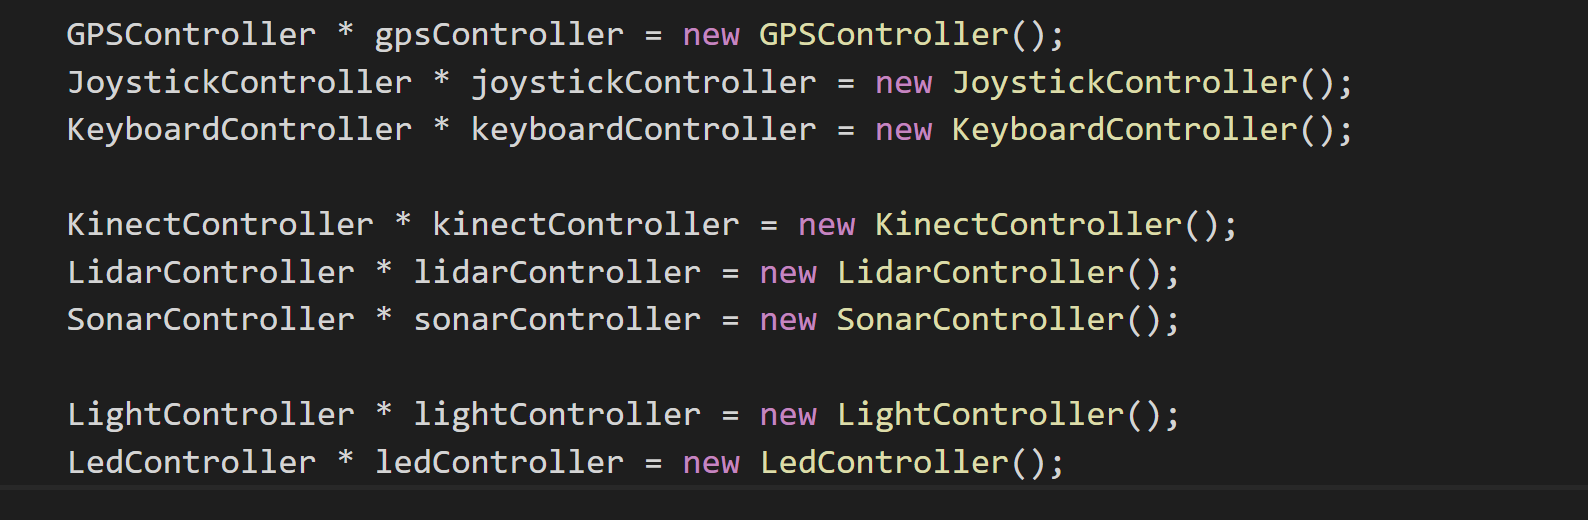 GPSController * gpsController = new GPSController();
JoystickController * joystickController = new JoystickController();
KeyboardController * keyboardController = new KeyboardController();
KinectController * kinectController = new KinectController();
LidarController * lidarController = new LidarController();
SonarController * sonarController = new SonarController();
LightController * lightController = new LightController();
LedController * ledController = new LedController();